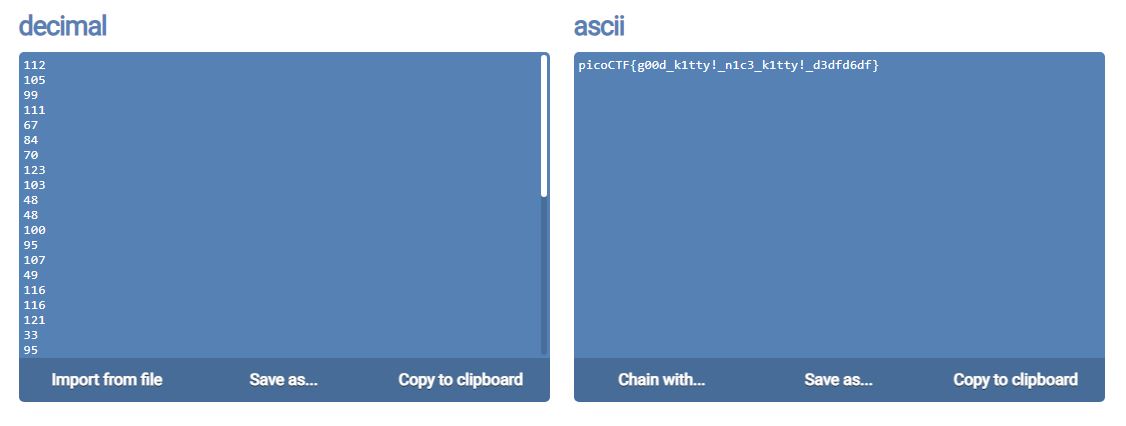 decimal
ascii
112
105
99
111
67
84
70
123
103
48
48
100
95
107
49
116
116
121
33
95
picoCTF{g00d_k1tty!_n1c3_k1tty!_d3dfd6df}
Import from file
Save as...
Copy to clipboard
Chain with...
Save as...
Copy to clipboard